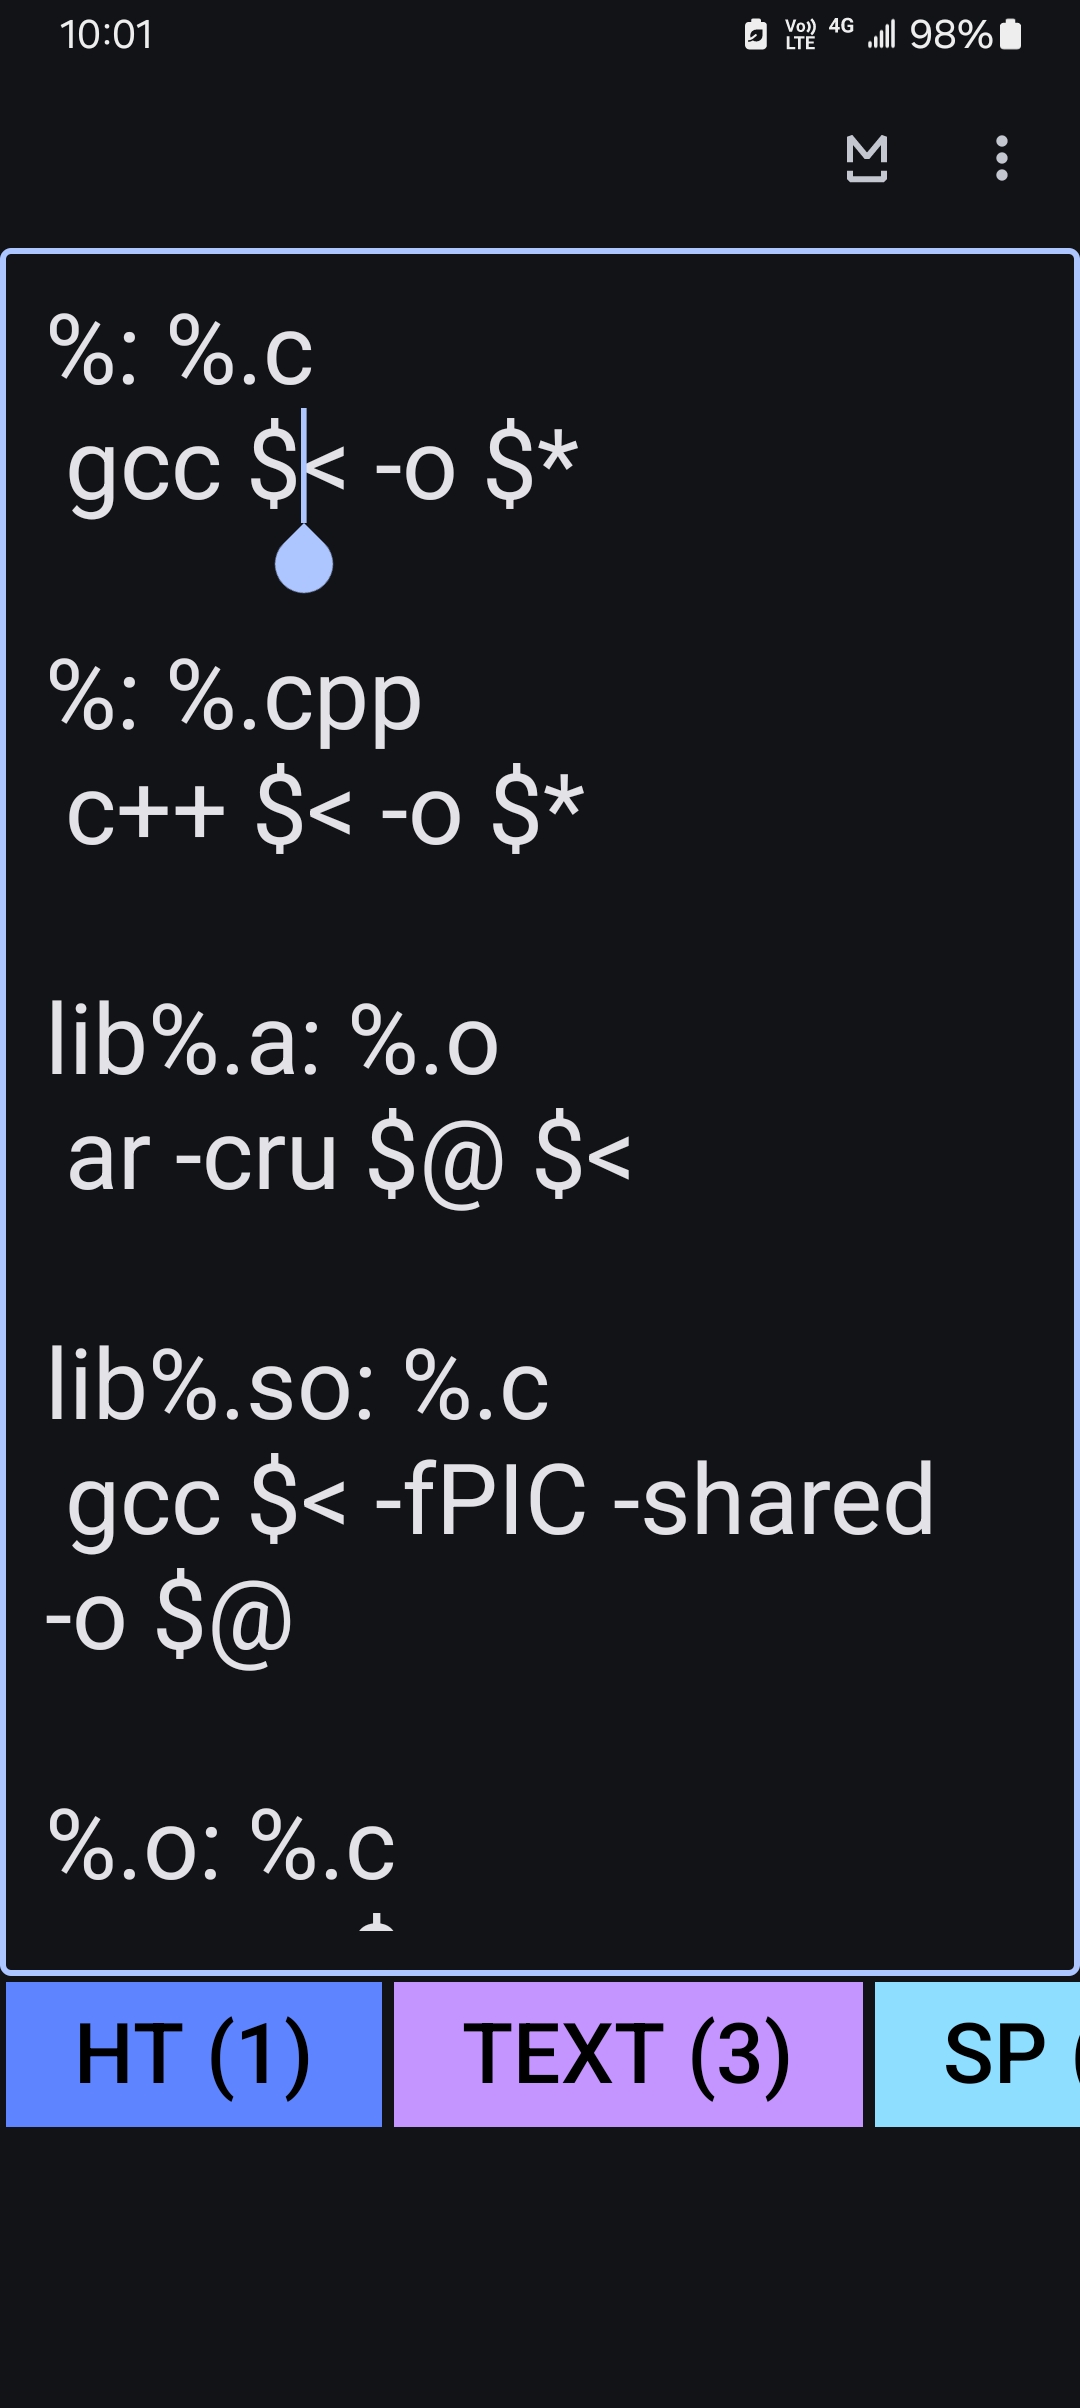 10:01 Vo)) LTE 4G 98%
%: %.c
gcc $< -o $*
%: %.cpp
c++ $< -o $*
lib%.a: %.o
ar -cru $@ $<
lib%.so: %.c
gcc $< -fPIC -shared
-o $@
%.o: %.c
HT (1) TEXT (3) SP (